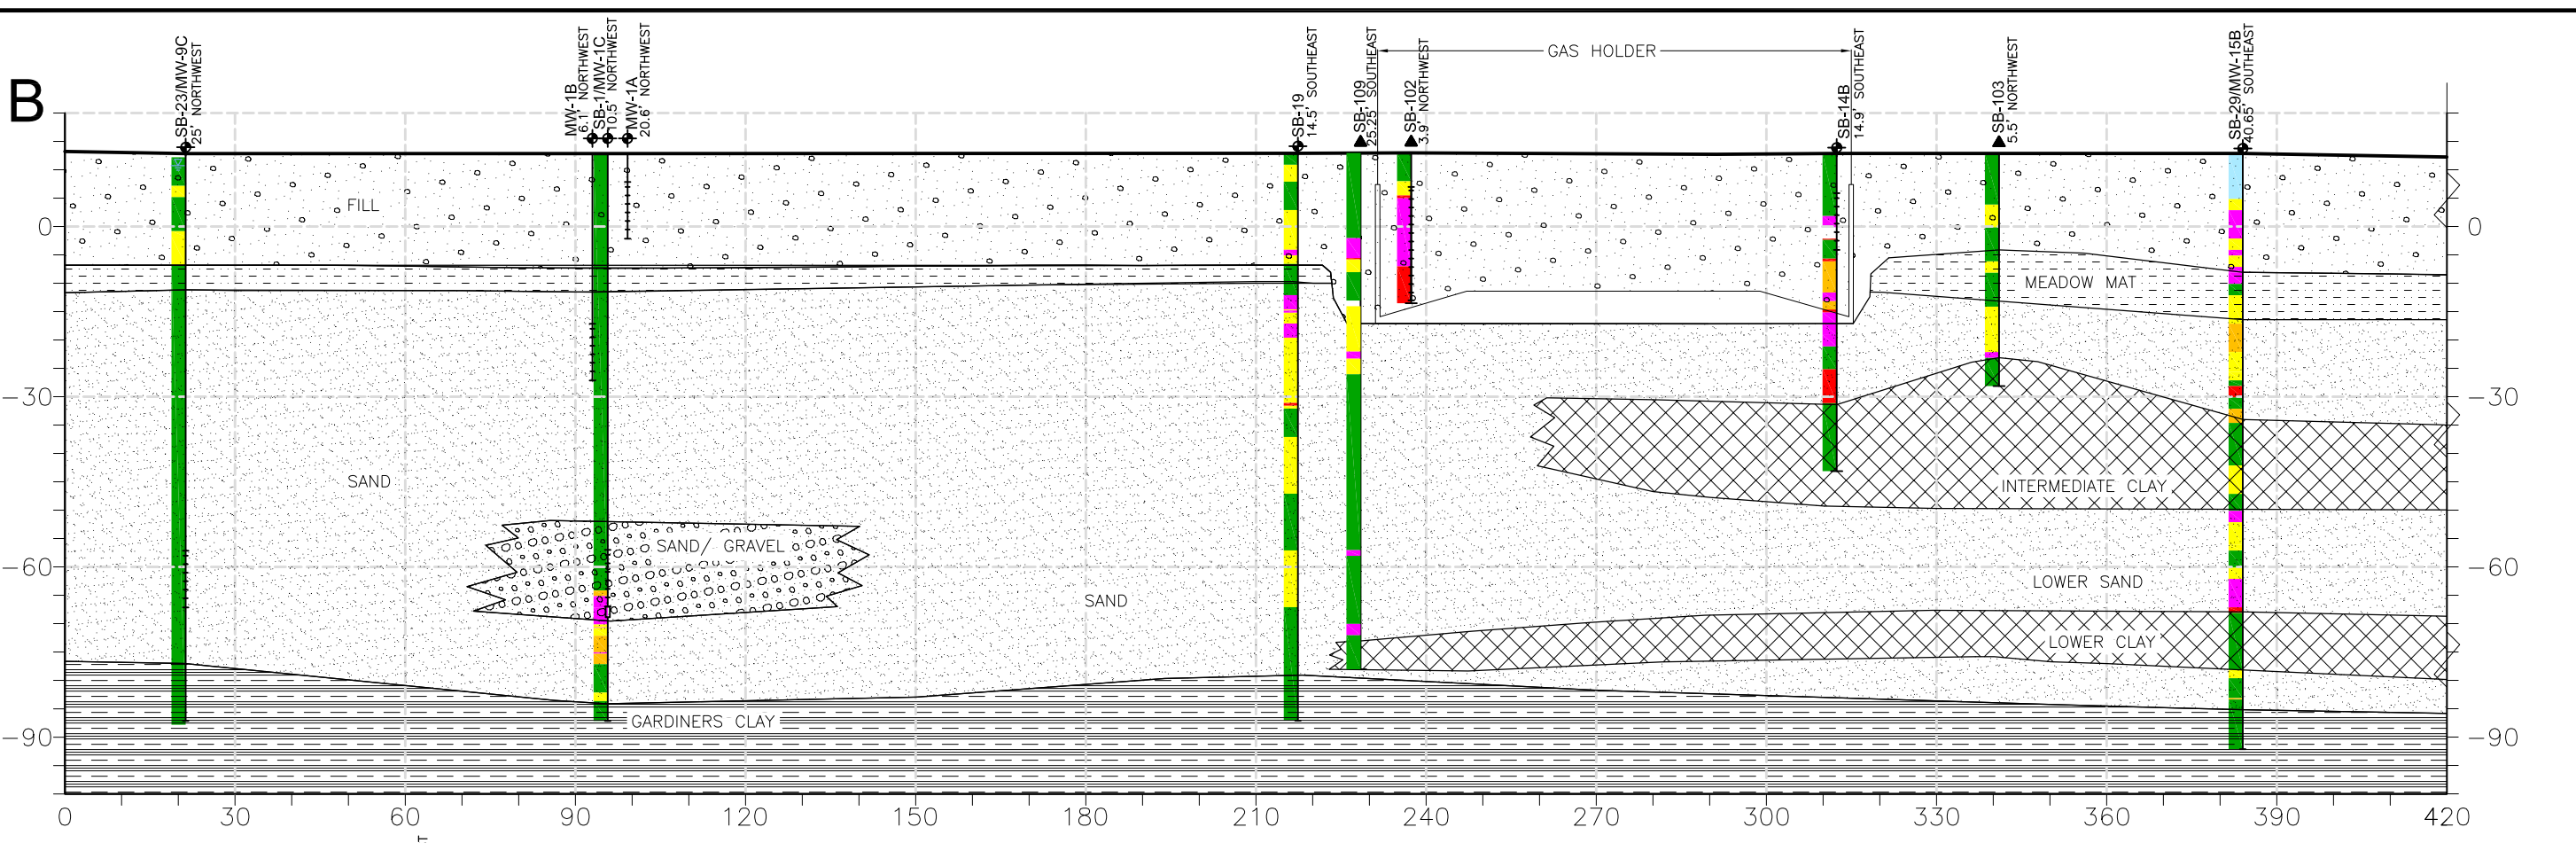 B
SB-23/MW-9C
25' NORTHWEST
MW-1B
6.1' NORTHWEST
SB-1/MW-1C
10.5' NORTHWEST
MW-1A
20.6' NORTHWEST
SB-19
14.5' SOUTHEAST
SB-109
25.25' SOUTHEAST
SB-102
3.9' NORTHWEST
GAS HOLDER
SB-14B
14.9' SOUTHEAST
SB-103
5.5' NORTHWEST
SB-29/MW-15B
40.65' SOUTHEAST
FILL
0 0
MEADOW MAT
-30 -30
SAND
INTERMEDIATE CLAY
SAND/ GRAVEL
-60 -60
LOWER SAND
SAND
LOWER CLAY
GARDINERS CLAY
-90 -90
0 30 60 90 120 150 180 210 240 270 300 330 360 390 420